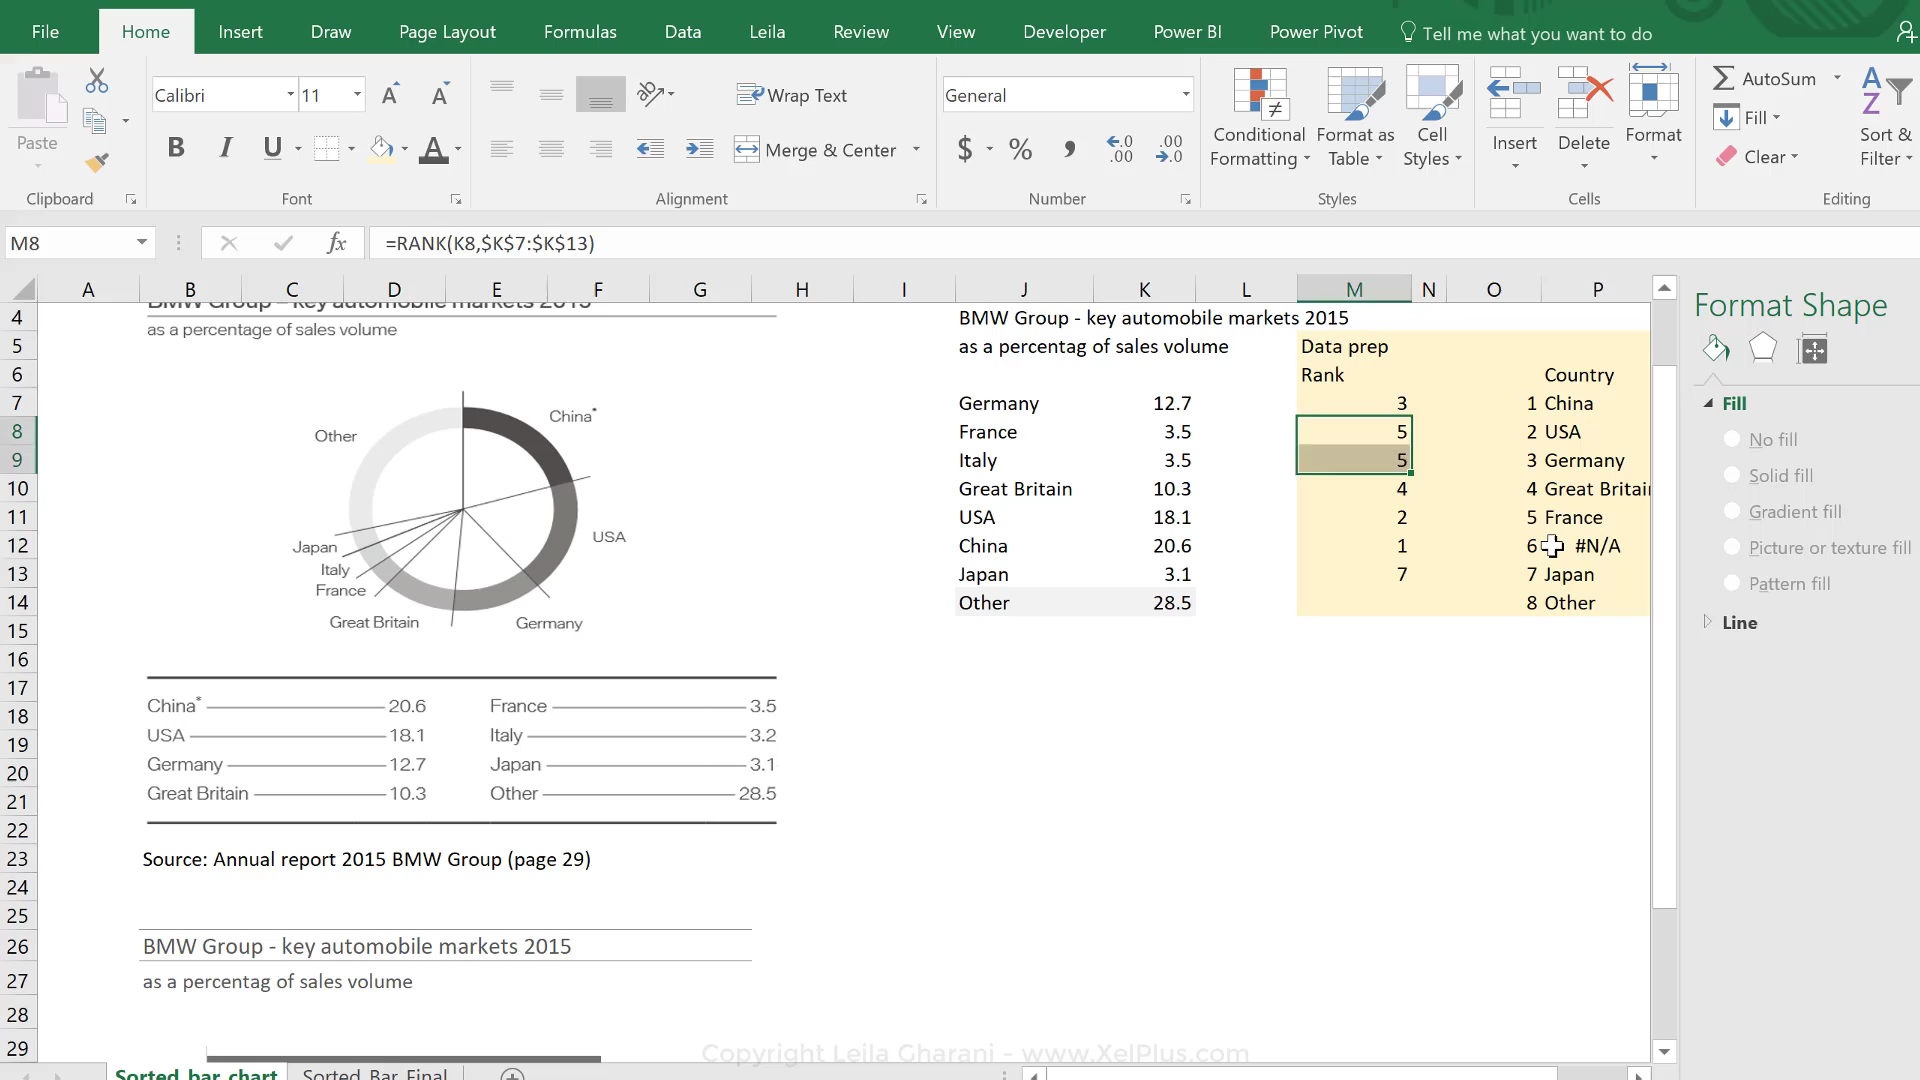 File Home Insert Draw Page Layout Formulas Data Leila Review View Developer Power BI Power Pivot Tell me what you want to do
Paste
Clipboard
Calibri 11
B I U A
Font
Wrap Text
Merge & Center
Alignment
General
$ % , .0 .00 .00 .0
Number
Conditional Formatting
Format as Table
Cell Styles
Styles
Insert
Delete
Format
Cells
AutoSum
Fill
Clear
Sort & Filter
Editing
M8 fx =RANK(K8,$K$7:$K$13)
A B C D E F G H I J K L M N O P
4
5
6
7
8
9
10
11
12
13
14
15
16
17
18
19
20
21
22
23
24
25
26
27
28
29
BMW Group - key automobile markets 2015
as a percentage of sales volume
China*
Other
USA
Japan
Italy
France
Great Britain
Germany
China* 20.6 France 3.5
USA 18.1 Italy 3.2
Germany 12.7 Japan 3.1
Great Britain 10.3 Other 28.5
Source: Annual report 2015 BMW Group (page 29)
BMW Group - key automobile markets 2015
as a percentag of sales volume
BMW Group - key automobile markets 2015
as a percentag of sales volume Data prep
Rank Country
Germany 12.7 3 1 China
France 3.5 5 2 USA
Italy 3.5 5 3 Germany
Great Britain 10.3 4 4 Great Britain
USA 18.1 2 5 France
China 20.6 1 6 #N/A
Japan 3.1 7 7 Japan
Other 28.5 8 Other
Format Shape
Fill
No fill
Solid fill
Gradient fill
Picture or texture fill
Pattern fill
Line
Copyright Leila Gharani - www.XelPlus.com
Sorted bar chart Sorted Bar Final